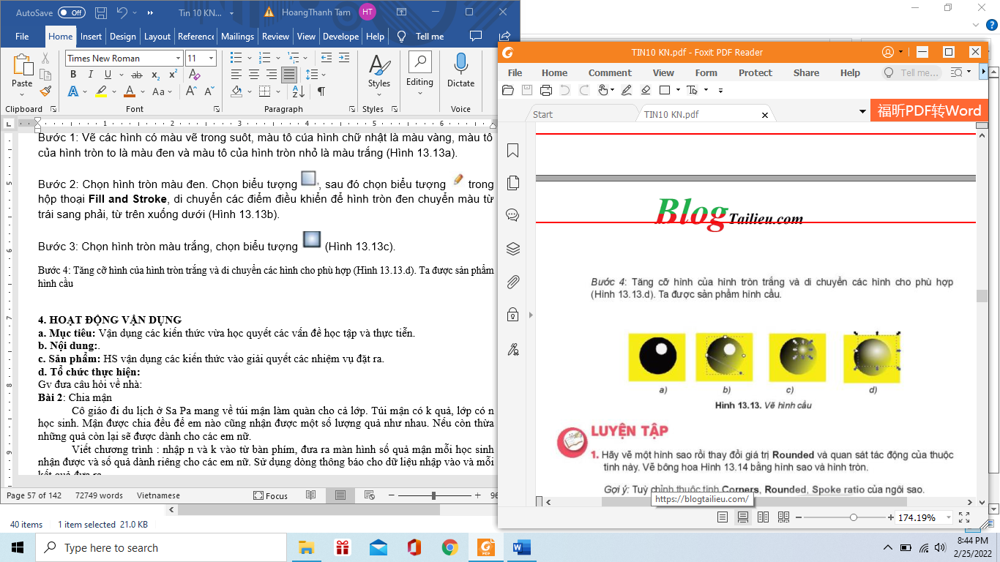 AutoSave Off Tin 10 KN... HoangThanh Tam HT
File Home Insert Design Layout Reference Mailings Review View Develope Help Tell me
Times New Roman 11
Paste B I U ab x₂ x² Styles Editing Dictate
A Aa
Clipboard Font Paragraph Styles Voice
Bước 1: Vẽ các hình có màu vẽ trong suôt, màu tô của hình chữ nhật là màu vàng, màu tô
của hình tròn to là màu đen và màu tô của hình tròn nhỏ là màu trắng (Hình 13.13a).
Bước 2: Chọn hình tròn màu đen. Chọn biểu tượng , sau đó chọn biểu tượng trong
hộp thoại Fill and Stroke, di chuyển các điểm điều khiển để hình tròn đen chuyển màu từ
trái sang phải, từ trên xuống dưới (Hình 13.13b).
Bước 3: Chọn hình tròn màu trắng, chọn biểu tượng (Hình 13.13c).
Bước 4: Tăng cỡ hình của hình tròn trắng và di chuyển các hình cho phù hợp (Hình 13.13.d). Ta được sản phẩm
hình cầu
4. HOẠT ĐỘNG VẬN DỤNG
a. Mục tiêu: Vận dụng các kiến thức vừa học quyết các vấn đề học tập và thực tiễn.
b. Nội dung:.
c. Sản phẩm: HS vận dụng các kiến thức vào giải quyết các nhiệm vụ đặt ra.
d. Tổ chức thực hiện:
Gv đưa câu hỏi về nhà:
Bài 2: Chia mận
Cô giáo đi du lịch ở Sa Pa mang về túi mận làm quàn cho cả lớp. Túi mận có k quả, lớp có n
học sinh. Mận được chia đều để em nào cũng nhận được một số lượng quả như nhau. Nếu còn thừa
những quả còn lại sẽ được dành cho các em nữ.
Viết chương trình : nhập n và k vào từ bàn phím, đưa ra màn hình số quả mận mỗi học sinh
nhận được và số quả dành riêng cho các em nữ. Sử dụng dòng thông báo cho dữ liệu nhập vào và mỗi
kết quả đưa ra
Page 57 of 142 72749 words Vietnamese Focus 96
40 items 1 item selected 21.0 KB
TIN10 KN.pdf - Foxit PDF Reader
File Home Comment View Form Protect Share Help Tell me...
Start TIN10 KN.pdf 福昕PDF转Word
BlogTailieu.com
Bước 4: Tăng cỡ hình của hình tròn trắng và di chuyển các hình cho phù hợp
(Hình 13.13.d). Ta được sản phẩm hình cầu.
a) b) c) d)
Hình 13.13. Vẽ hình cầu
LUYỆN TẬP
1. Hãy vẽ một hình sao rồi thay đổi giá trị Rounded và quan sát tác động của thuộc
tính này. Vẽ bông hoa Hình 13.14 bằng hình sao và hình tròn.
Gợi ý: Tuỳ chỉnh thuộc tính Corners, Rounded, Spoke ratio của ngôi sao.
https://blogtailieu.com/
174.19%
Type here to search
8:44 PM
2/25/2022